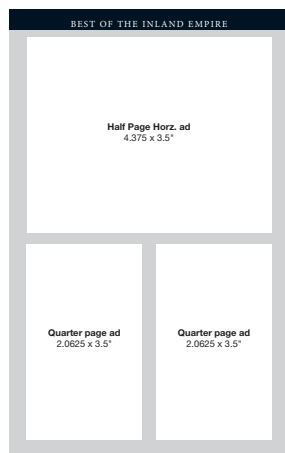 BEST OF THE INLAND EMPIRE
Half Page Horz. ad
4.375 x 3.5"
Quarter page ad
2.0625 x 3.5"
Quarter page ad
2.0625 x 3.5"